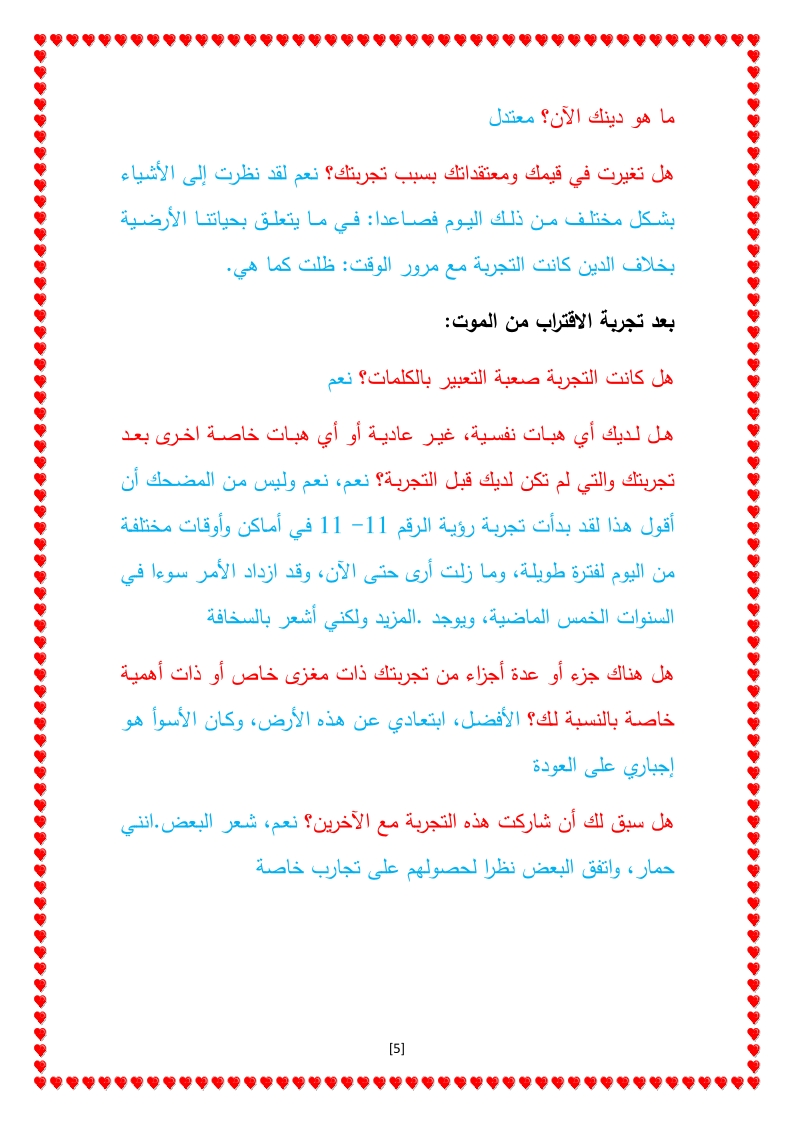 ما هو دينك الآن؟ معتدل
هل تغيرت في قيمك ومعتقداتك بسبب تجربتك؟ نعم لقد نظرت إلى الأشياء
بشكل مختلف من ذلك اليوم فصاعدا: في ما يتعلق بحياتنا الأرضية
بخلاف الدين كانت التجربة مع مرور الوقت: ظلت كما هي.
بعد تجربة الاقتراب من الموت:
هل كانت التجربة صعبة التعبير بالكلمات؟ نعم
هل لديك أي هبات نفسية، غير عادية أو أي هبات خاصة اخرى بعد
تجربتك والتي لم تكن لديك قبل التجربة؟ نعم، نعم وليس من المضحك أن
أقول هذا لقد بدأت تجربة رؤية الرقم 11- 11 في أماكن وأوقات مختلفة
من اليوم لفترة طويلة، وما زلت أرى حتى الآن، وقد ازداد الأمر سوءا في
السنوات الخمس الماضية، ويوجد .المزيد ولكني أشعر بالسخافة
هل هناك جزء أو عدة أجزاء من تجربتك ذات مغزى خاص أو ذات أهمية
خاصة بالنسبة لك؟ الأفضل، ابتعادي عن هذه الأرض، وكان الأسوأ هو
إجباري على العودة
هل سبق لك أن شاركت هذه التجربة مع الآخرين؟ نعم، شعر البعض.انني
حمار، واتفق البعض نظرا لحصولهم على تجارب خاصة
[5]